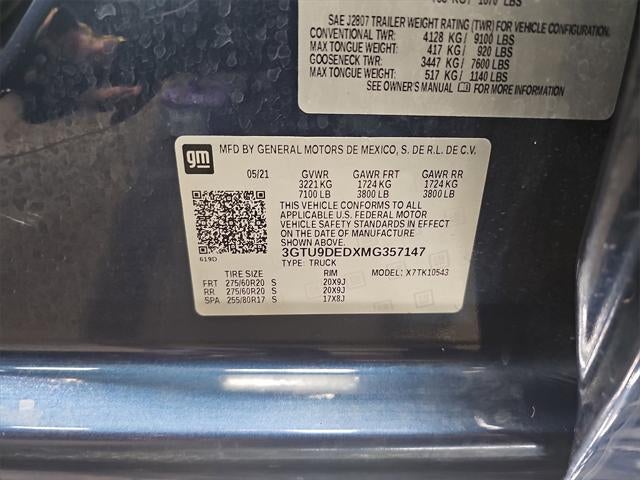 KG / 1070 LBS
SAE J2807 TRAILER WEIGHT RATING (TWR) FOR VEHICLE CONFIGURATION.
CONVENTIONAL TWR: 4128 KG / 9100 LBS
MAX TONGUE WEIGHT: 417 KG / 920 LBS
GOOSENECK TWR: 3447 KG / 7600 LBS
MAX TONGUE WEIGHT: 517 KG / 1140 LBS
SEE OWNER'S MANUAL FOR MORE INFORMATION
gm MFD BY GENERAL MOTORS DE MEXICO, S. DE R.L. DE C.V.
05/21 GVWR GAWR FRT GAWR RR
3221 KG 1724 KG 1724 KG
7100 LB 3800 LB 3800 LB
THIS VEHICLE CONFORMS TO ALL
APPLICABLE U.S. FEDERAL MOTOR
VEHICLE SAFETY STANDARDS IN EFFECT
ON THE DATE OF MANUFACTURE
SHOWN ABOVE.
3GTU9DEDXMG357147
619D TYPE: TRUCK
TIRE SIZE RIM MODEL: X7TK10543
FRT 275/60R20 S 20X9J
RR 275/60R20 S 20X9J
SPA 255/80R17 S 17X8J